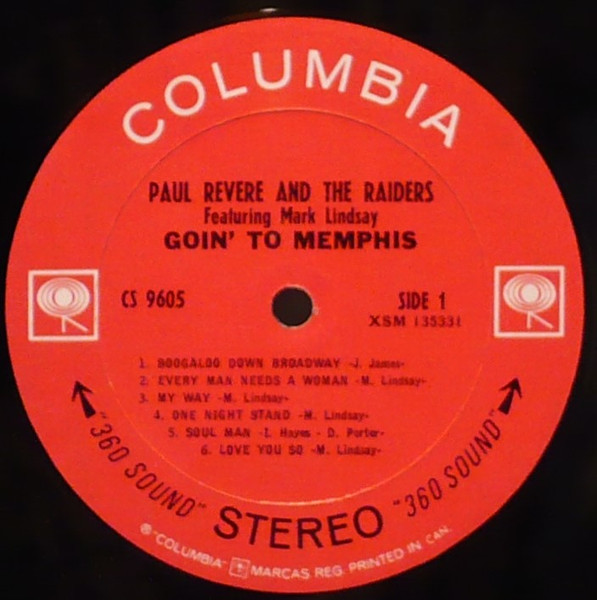 COLUMBIA
PAUL REVERE AND THE RAIDERS
Featuring Mark Lindsay
GOIN' TO MEMPHIS
CS 9605
SIDE 1
XSM 135331
1. BOOGALOO DOWN BROADWAY -J. James-
2. EVERY MAN NEEDS A WOMAN -M. Lindsay-
3. MY WAY -M. Lindsay-
4. ONE NIGHT STAND -M. Lindsay-
5. SOUL MAN -I. Hayes - D. Porter-
6. LOVE YOU SO -M. Lindsay-
"360 SOUND" STEREO "360 SOUND"
® "COLUMBIA" MARCAS REG. PRINTED IN CAN.